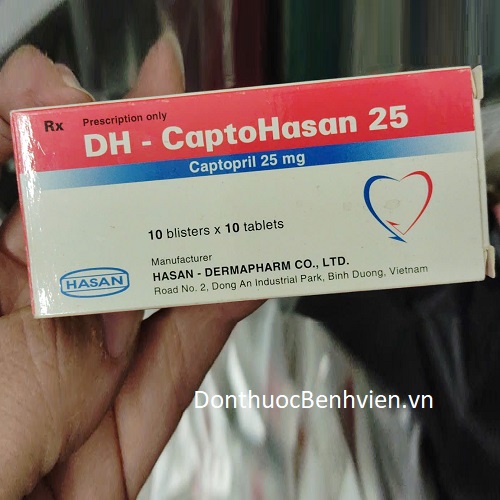 Rx Prescription only
DH - CaptoHasan 25
Captopril 25 mg
10 blisters x 10 tablets
Manufacturer
HASAN - DERMAPHARM CO., LTD.
Road No. 2, Dong An Industrial Park, Binh Duong, Vietnam
HASAN
DonthuocBenhvien.vn